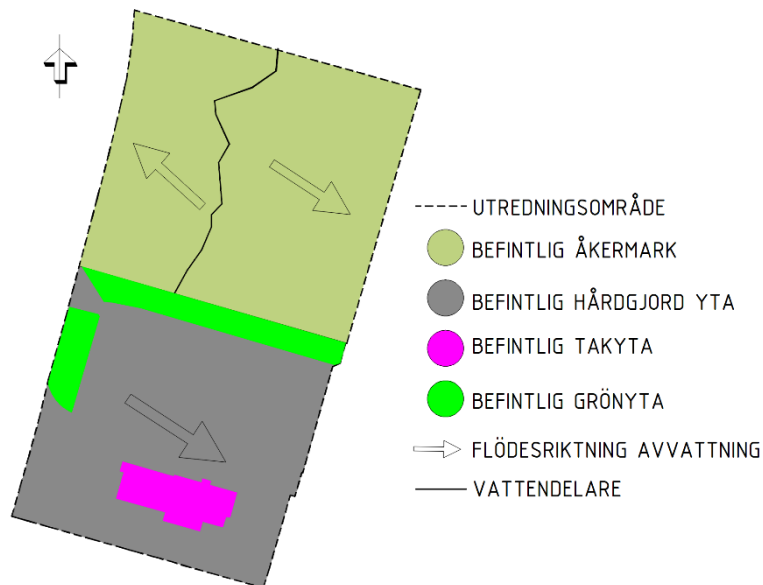 UTREDNINGSOMRÅDE
BEFINTLIG ÅKERMARK
BEFINTLIG HÅRDGJORD YTA
BEFINTLIG TAKYTA
BEFINTLIG GRÖNYTA
FLÖDESRIKTNING AVVATTNING
VATTENDELARE